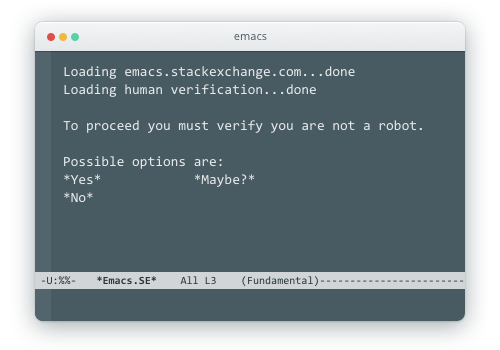 emacs
Loading emacs.stackexchange.com...done
Loading human verification...done
To proceed you must verify you are not a robot.
Possible options are:
*Yes* *Maybe?*
*No*
-U:%%- *Emacs.SE* All L3 (Fundamental)------------------------